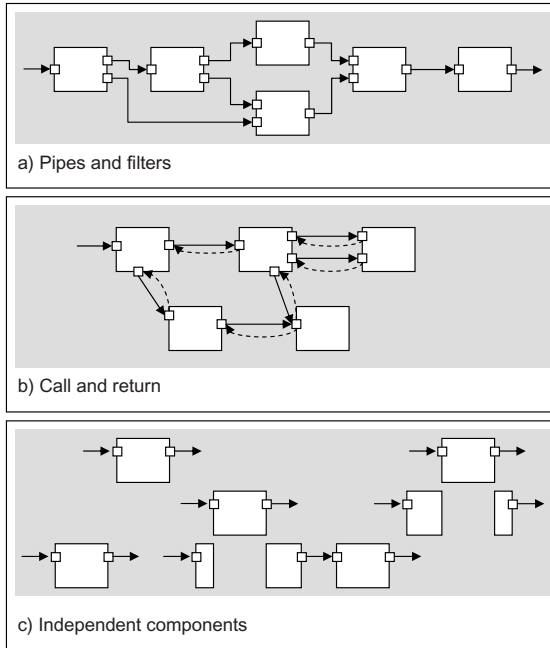 a) Pipes and filters
b) Call and return
c) Independent components